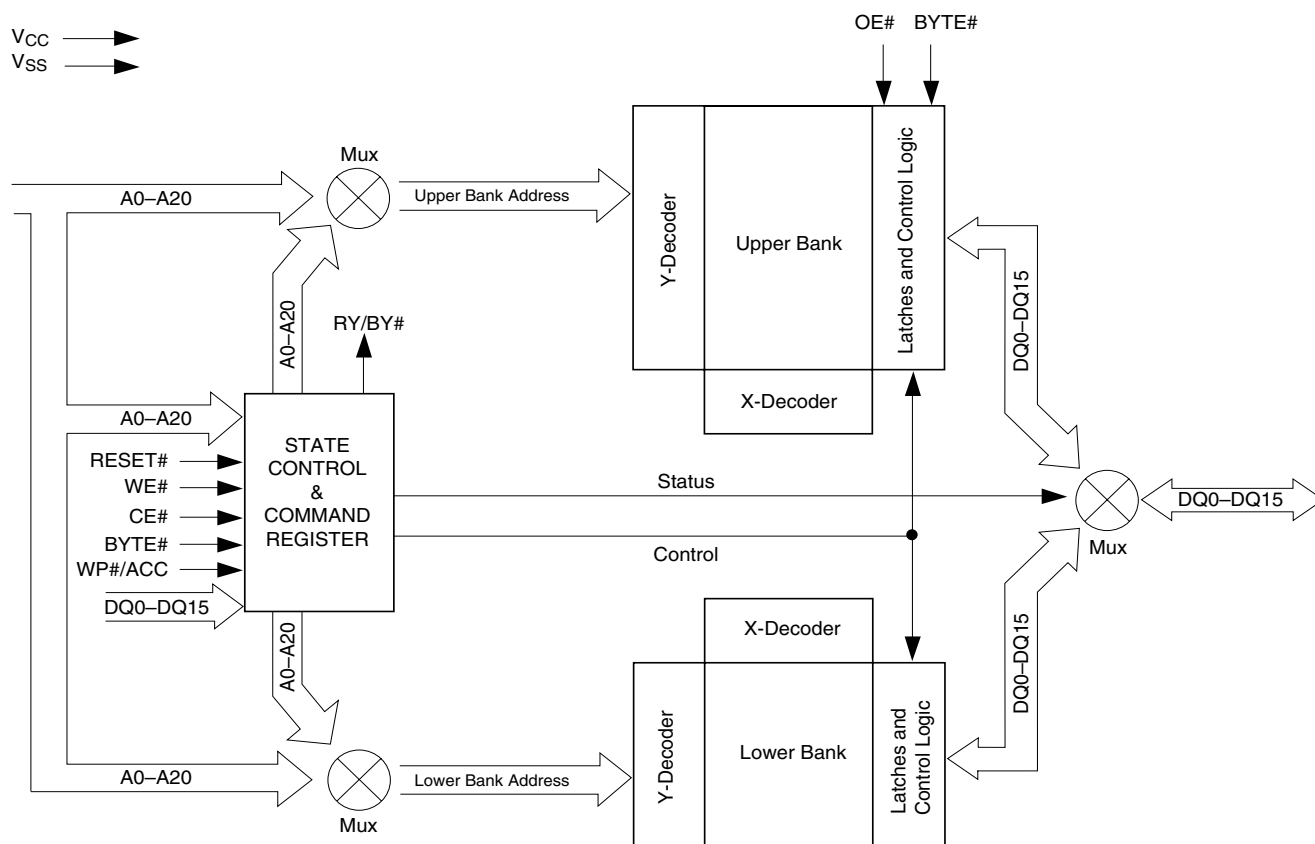 V_CC
V_SS
OE# BYTE#
Mux
A0–A20
Upper Bank Address
Y-Decoder
Upper Bank
Latches and Control Logic
DQ0–DQ15
A0–A20
RY/BY#
X-Decoder
A0–A20
RESET#
WE#
CE#
BYTE#
WP#/ACC
DQ0–DQ15
STATE
CONTROL
&
COMMAND
REGISTER
Status
Control
DQ0–DQ15
Mux
A0–A20
X-Decoder
DQ0–DQ15
Y-Decoder
Lower Bank
Latches and
Control Logic
A0–A20
Lower Bank Address
Mux